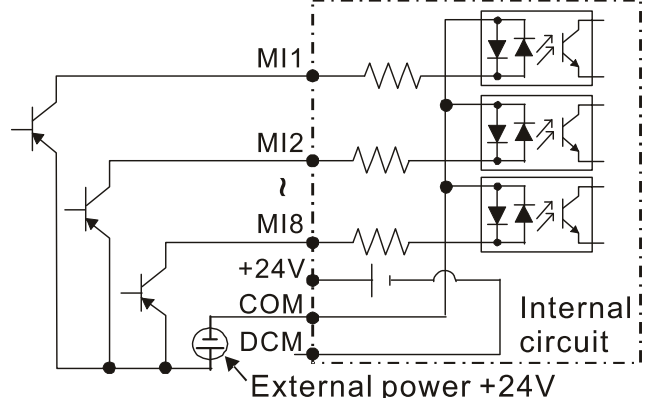 MI1
MI2
~
MI8
+24V
COM
DCM
Internal
circuit
External power +24V